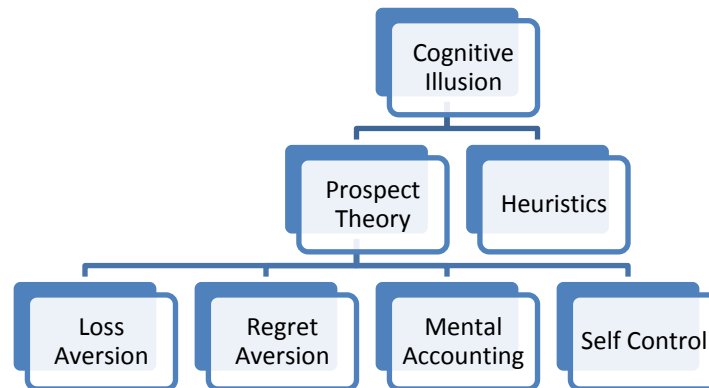 Cognitive
Illusion
Prospect
Theory
Heuristics
Loss
Aversion
Regret
Aversion
Mental
Accounting
Self Control